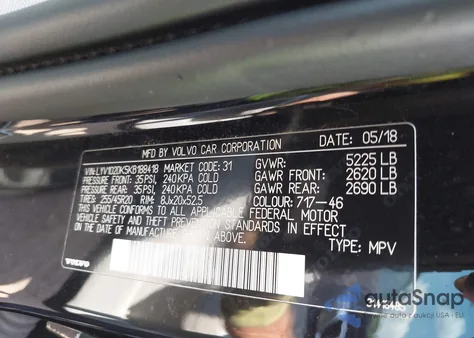 MFD BY VOLVO CAR CORPORATION DATE: 05/18
VIN:LYV102DK5KB188418 MARKET CODE: 31 GVWR: 5225 LB
PRESSURE FRONT: 35PSI, 240KPA COLD GAWR FRONT: 2620 LB
PRESSURE REAR: 35PSI, 240KPA COLD GAWR REAR: 2690 LB
TIRES: 255/45R20 RIM: 8Jx20x52.5 COLOUR: 717-46
THIS VEHICLE CONFORMS TO ALL APPLICABLE FEDERAL MOTOR
VEHICLE SAFETY AND THEFT PREVENTION STANDARDS IN EFFECT
ON THE DATE OF MANUFACTURE SHOWN ABOVE.
TYPE: MPV
VOLVO
autoSnap